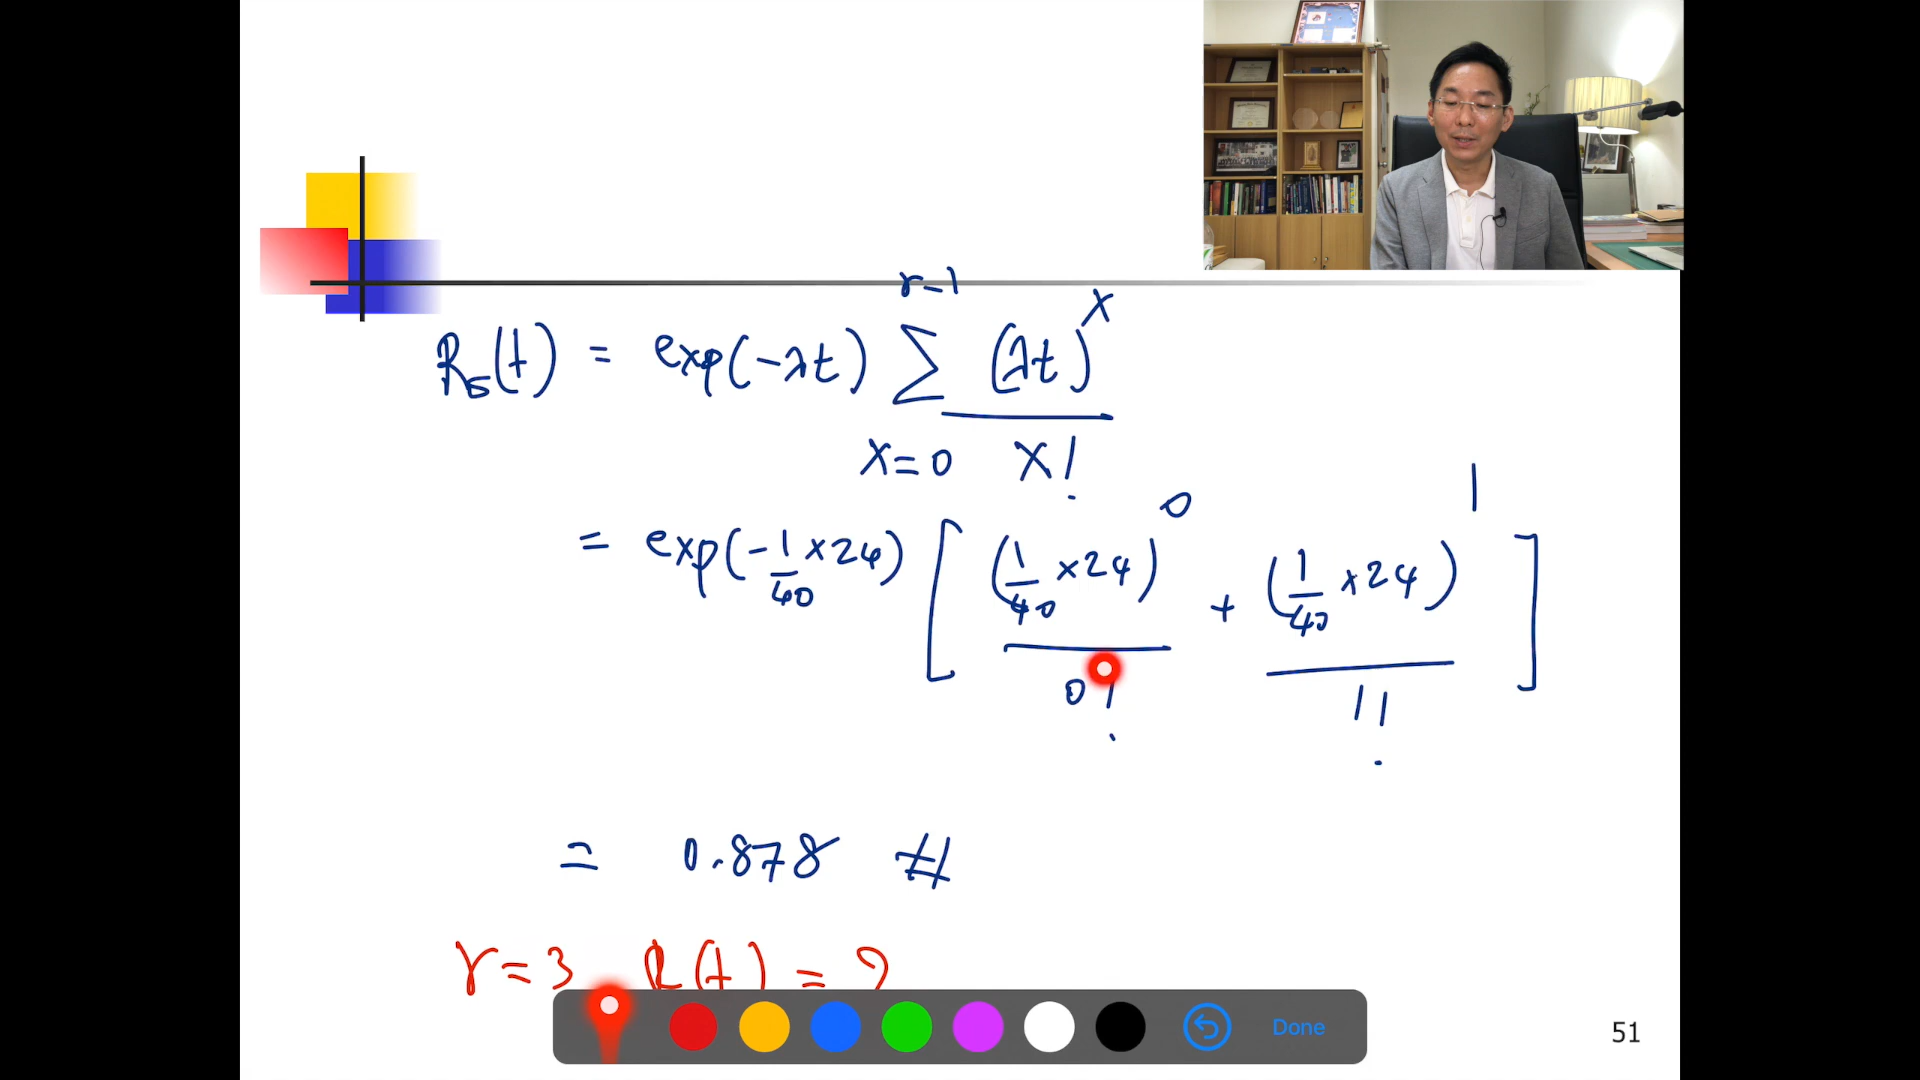 r-1
R_s(t) = exp(-λt) Σ (λt)^x
x=0 x!
= exp(-1/40 ×24) [ (1/40 ×24)^0 / 0! + (1/40 ×24)^1 / 1! ]
= 0.878 #
r=3 R(t) = ?
Done
51